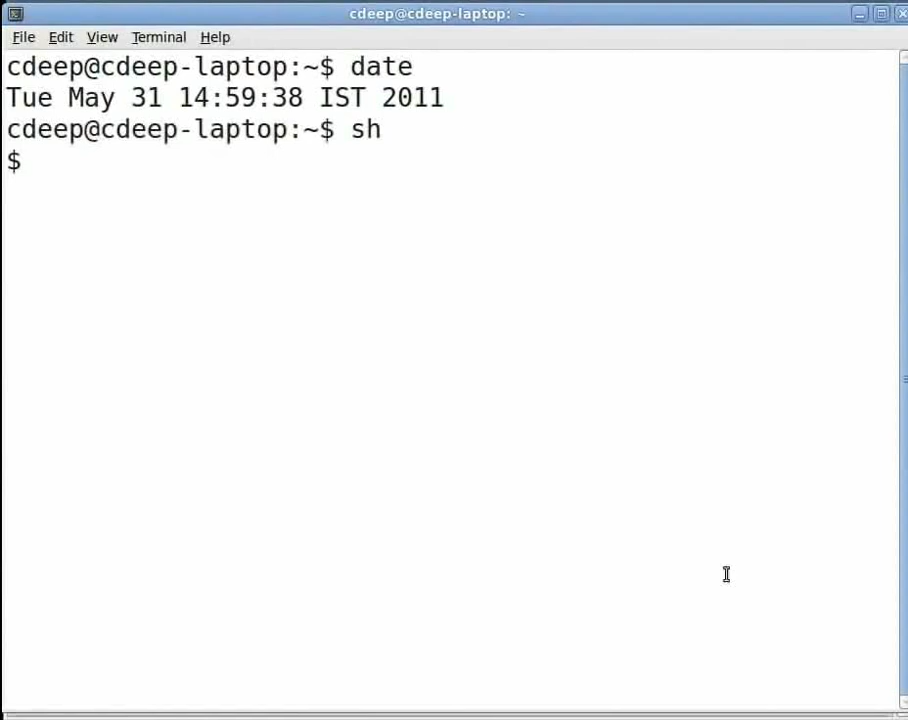 cdeep@cdeep-laptop: ~
File Edit View Terminal Help
cdeep@cdeep-laptop:~$ date
Tue May 31 14:59:38 IST 2011
cdeep@cdeep-laptop:~$ sh
$